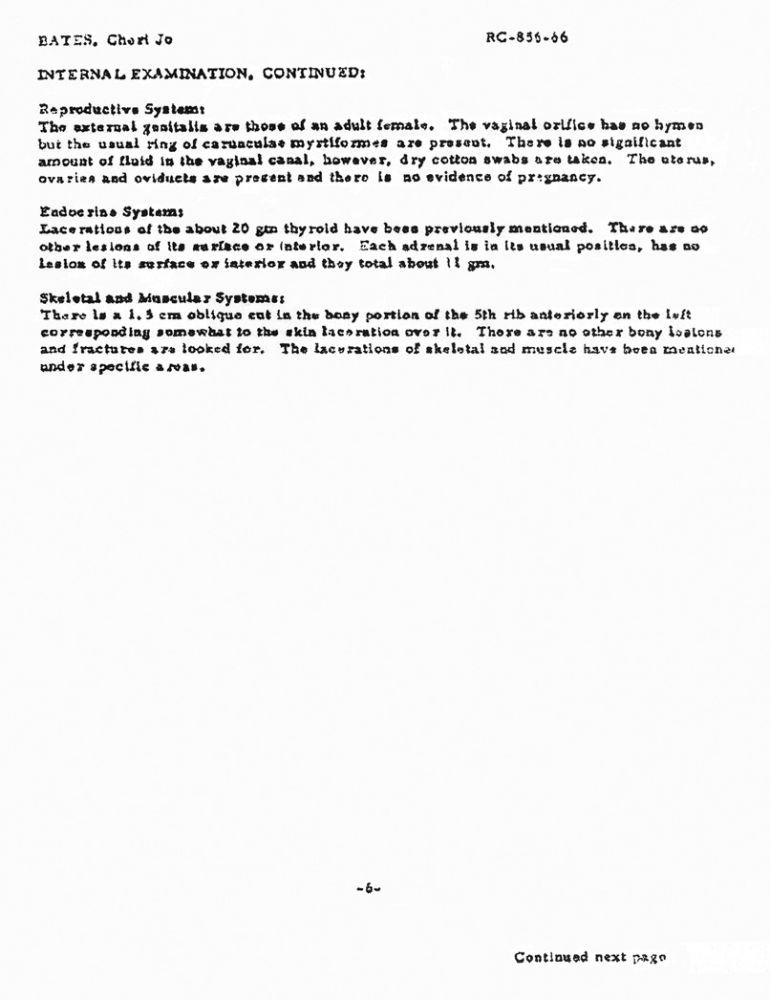 BATES, Cheri Jo RC-856-66
INTERNAL EXAMINATION, CONTINUED:
Reproductive Systems:
The external genitalia are those of an adult female. The vaginal orifice has no hymen
but the usual ring of carunculae myrtiformes are present. There is no significant
amount of fluid in the vaginal canal, however, dry cotton swabs are taken. The uterus,
ovaries and oviducts are present and there is no evidence of pregnancy.
Endocrine Systems:
Lacerations of the about 20 gm thyroid have been previously mentioned. There are no
other lesions of its surface or interior. Each adrenal is in its usual position, has no
lesion of its surface or interior and they total about 11 gm.
Skeletal and Muscular Systems:
There is a 1.5 cm oblique cut in the bony portion of the 5th rib anteriorly on the left
corresponding somewhat to the skin laceration over it. There are no other bony lesions
and fractures are looked for. The lacerations of skeletal and muscle have been mentioned
under specific areas.
-6-
Continued next page